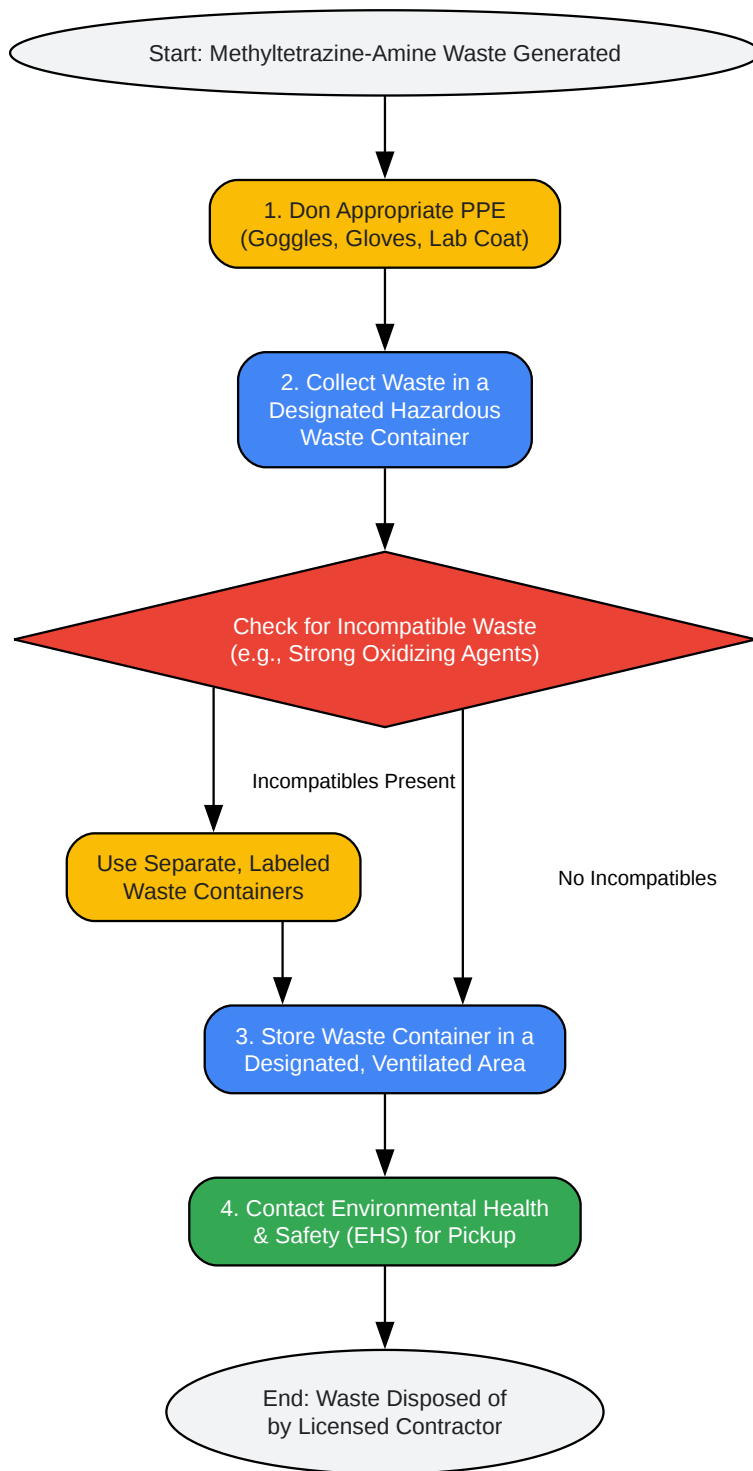 Start: Methyltetrazine-Amine Waste Generated
1. Don Appropriate PPE
(Goggles, Gloves, Lab Coat)
2. Collect Waste in a
Designated Hazardous
Waste Container
Check for Incompatible Waste
(e.g., Strong Oxidizing Agents)
Incompatibles Present
Use Separate, Labeled
Waste Containers
No Incompatibles
3. Store Waste Container in a
Designated, Ventilated Area
4. Contact Environmental Health
& Safety (EHS) for Pickup
End: Waste Disposed of
by Licensed Contractor